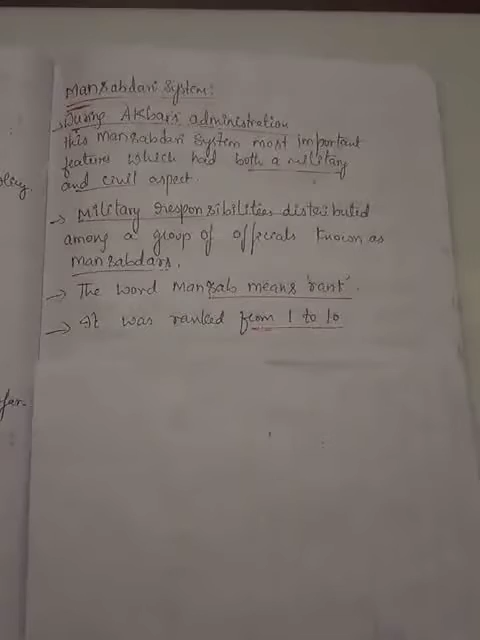 Mansabdari System:
→ During Akbar's administration
this Mansabdari System most important
features which had both a military
and civil aspect.
→ Military responsibilities distributed
among a group of officials known as
Mansabdars.
→ The word Mansab means 'rank'.
→ It was ranked from 1 to 10